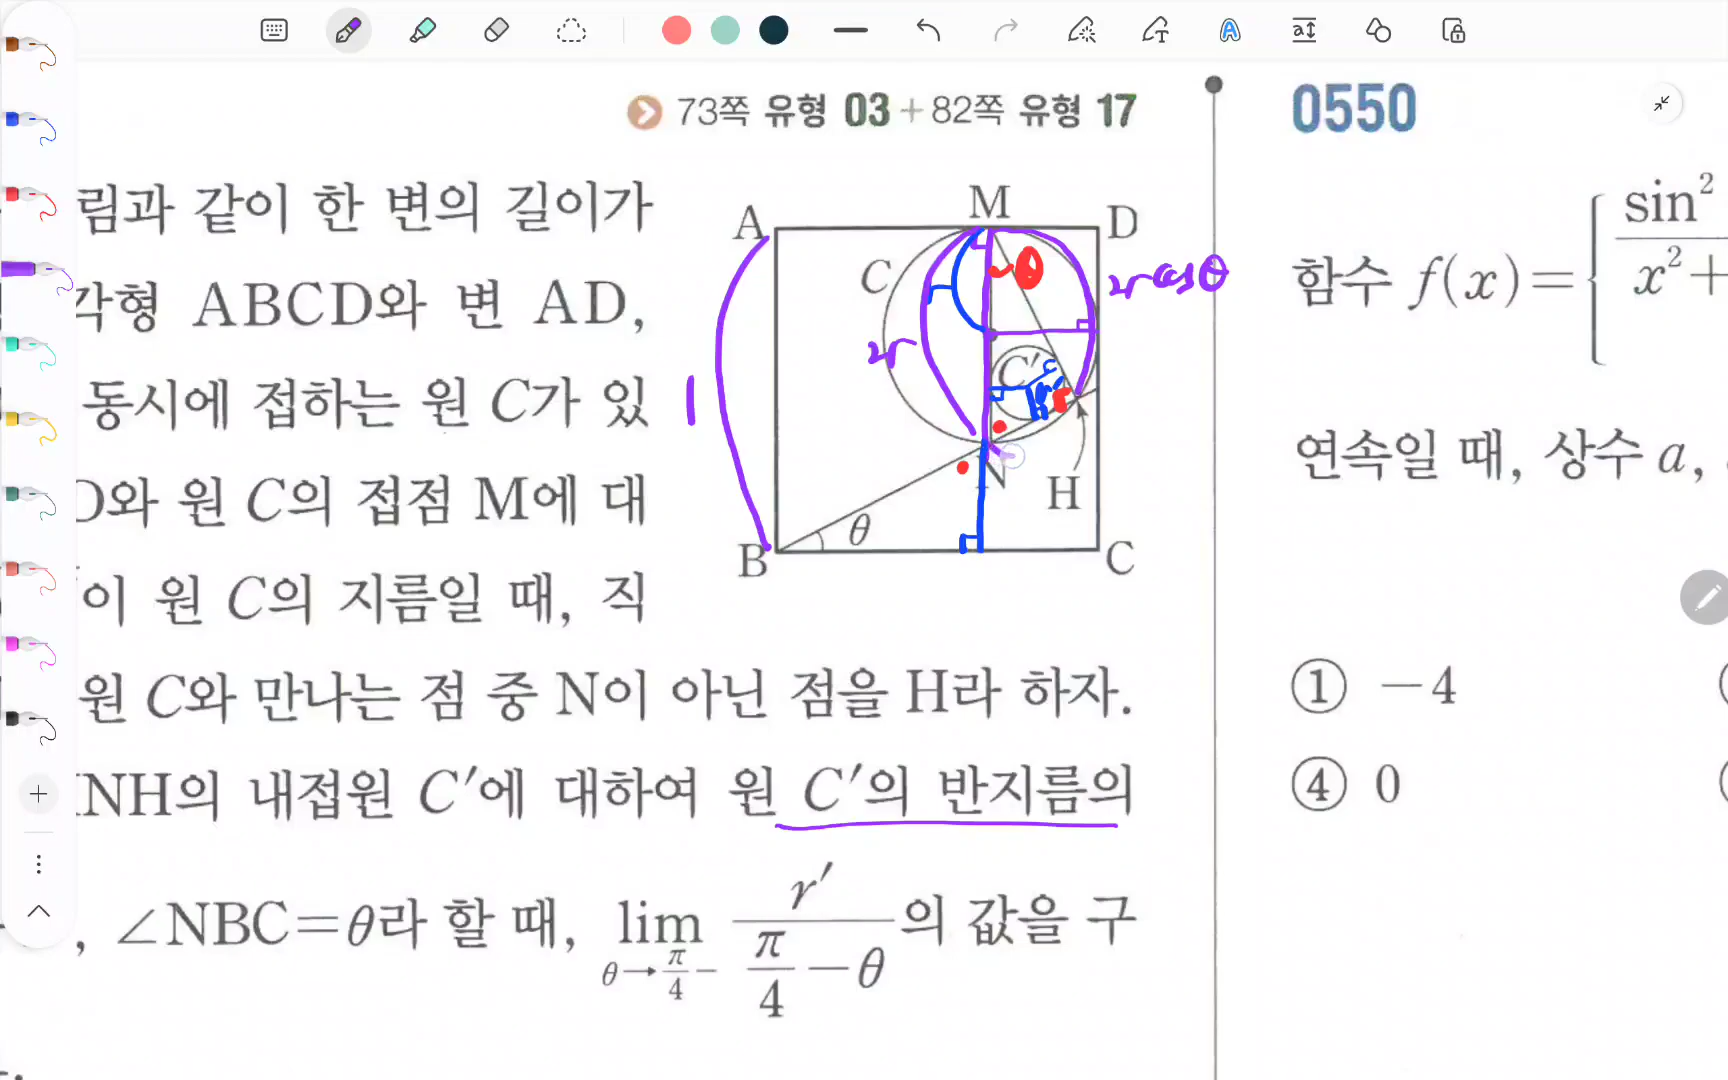 73쪽 유형 03 + 82쪽 유형 17
림과 같이 한 변의 길이가
각형 ABCD와 변 AD,
동시에 접하는 원 C가 있
D와 원 C의 접점 M에 대
이 원 C의 지름일 때, 직
원 C와 만나는 점 중 N이 아닌 점을 H라 하자.
NH의 내접원 C′에 대하여 원 C′의 반지름의
, ∠NBC=θ라 할 때, lim θ→π/4− r′/(π/4−θ)의 값을 구
A
M
D
C
θ
2r cosθ
2r
C′
1
N
H
B
θ
C
0550
함수 f(x)={ sin²
x²+
연속일 때, 상수 a,
① −4
④ 0